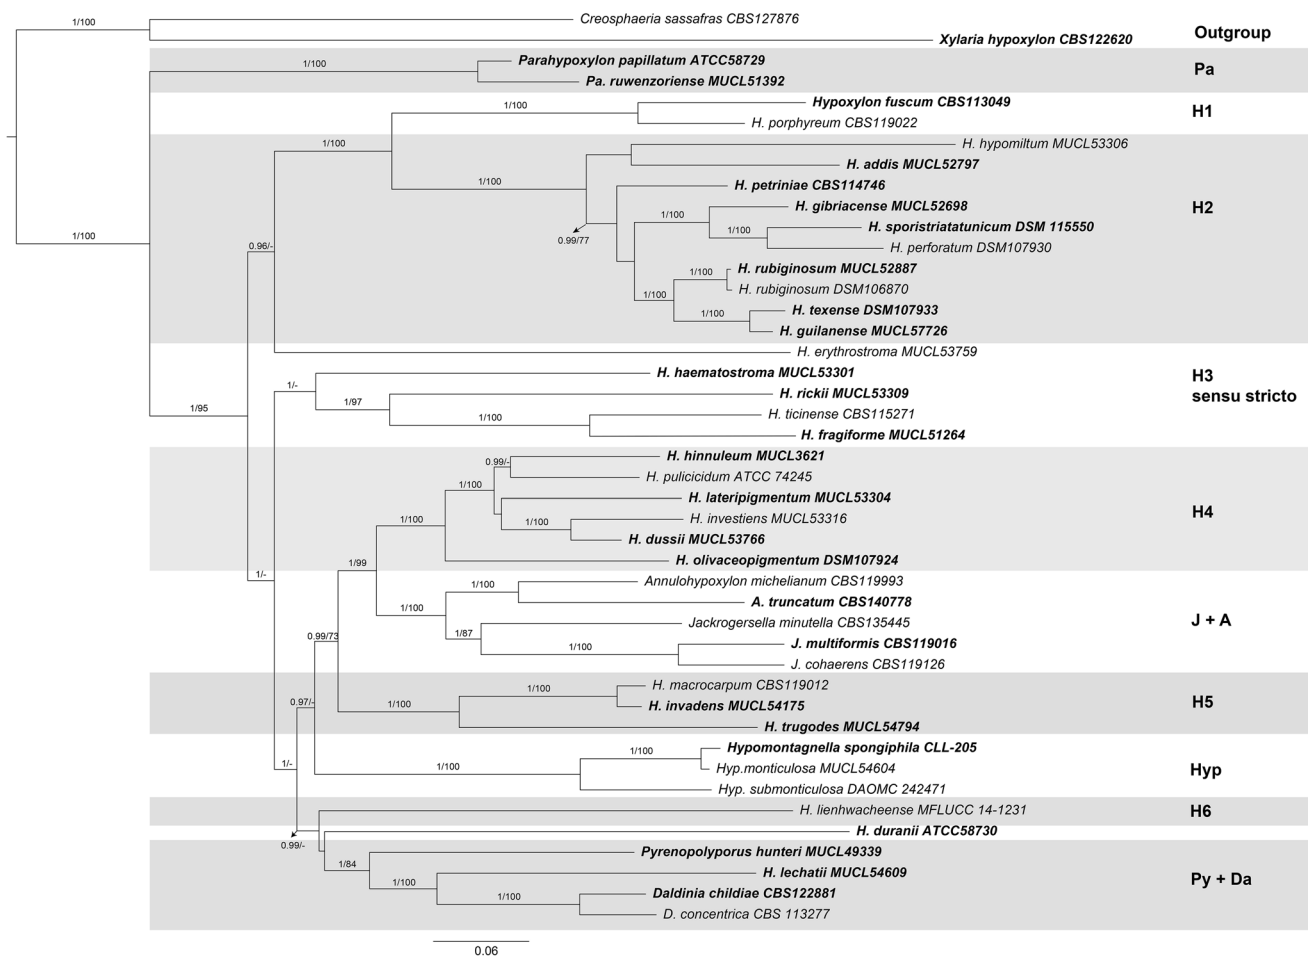 1/100
Creosphaeria sassafras CBS127876
Xylaria hypoxylon CBS122620
Outgroup
1/100
Parahypoxylon papillatum ATCC58729
Pa. ruwenzoriense MUCL51392
Pa
1/100
Hypoxylon fuscum CBS113049
H. porphyreum CBS119022
H1
1/100
H. hypomiltum MUCL53306
H. addis MUCL52797
1/100
H. petriniae CBS114746
H. gibriacense MUCL52698
H2
1/100
H. sporistriatatunicum DSM 115550
1/100
1/100
0.99/77
0.96/-
H. perforatum DSM107930
H. rubiginosum MUCL52887
1/100
H. rubiginosum DSM106870
1/100
H. texense DSM107933
1/100
H. guilanense MUCL57726
H. erythrostroma MUCL53759
H. haematostroma MUCL53301
H3
sensu stricto
1/-
H. rickii MUCL53309
1/97
1/95
H. ticinense CBS115271
1/100
H. fragiforme MUCL51264
H. hinnuleum MUCL3621
0.99/-
H. pulicicidum ATCC 74245
1/100
H. lateripigmentum MUCL53304
H4
H. investiens MUCL53316
1/100
1/100
H. dussii MUCL53766
H. olivaceopigmentum DSM107924
1/99
1/-
Annulohypoxylon michelianum CBS119993
1/100
A. truncatum CBS140778
1/100
Jackrogersella minutella CBS135445
J + A
0.99/73
1/87
J. multiformis CBS119016
1/100
J. cohaerens CBS119126
H. macrocarpum CBS119012
1/100
H. invadens MUCL54175
H5
0.97/-
1/100
H. trugodes MUCL54794
Hypomontagnella spongiphila CLL-205
1/100
1/-
1/100
Hyp.monticulosa MUCL54604
Hyp
Hyp. submonticulosa DAOMC 242471
H. lienhwacheense MFLUCC 14-1231
H6
H. duranii ATCC58730
0.99/-
Pyrenopolyporus hunteri MUCL49339
1/84
H. lechatii MUCL54609
Py + Da
1/100
Daldinia childiae CBS122881
1/100
D. concentrica CBS 113277
0.06